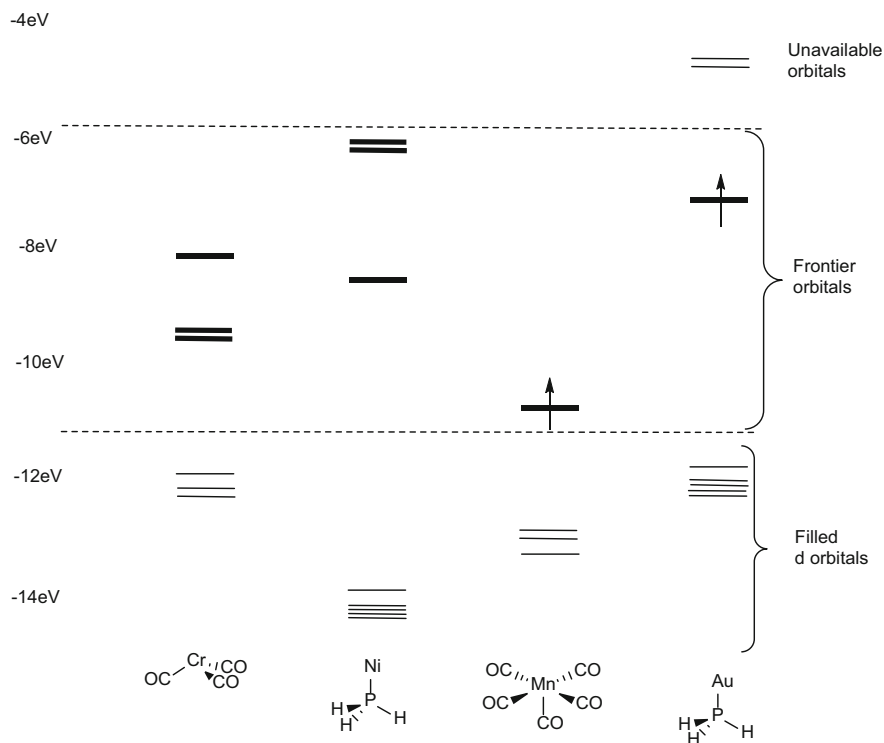 -4eV
Unavailable
orbitals
-6eV
-8eV
Frontier
orbitals
-10eV
-12eV
Filled
d orbitals
-14eV
Cr
CO
CO
CO
Ni
P
H
H
H
OC
CO
Mn
OC
CO
CO
Au
P
H
H
H